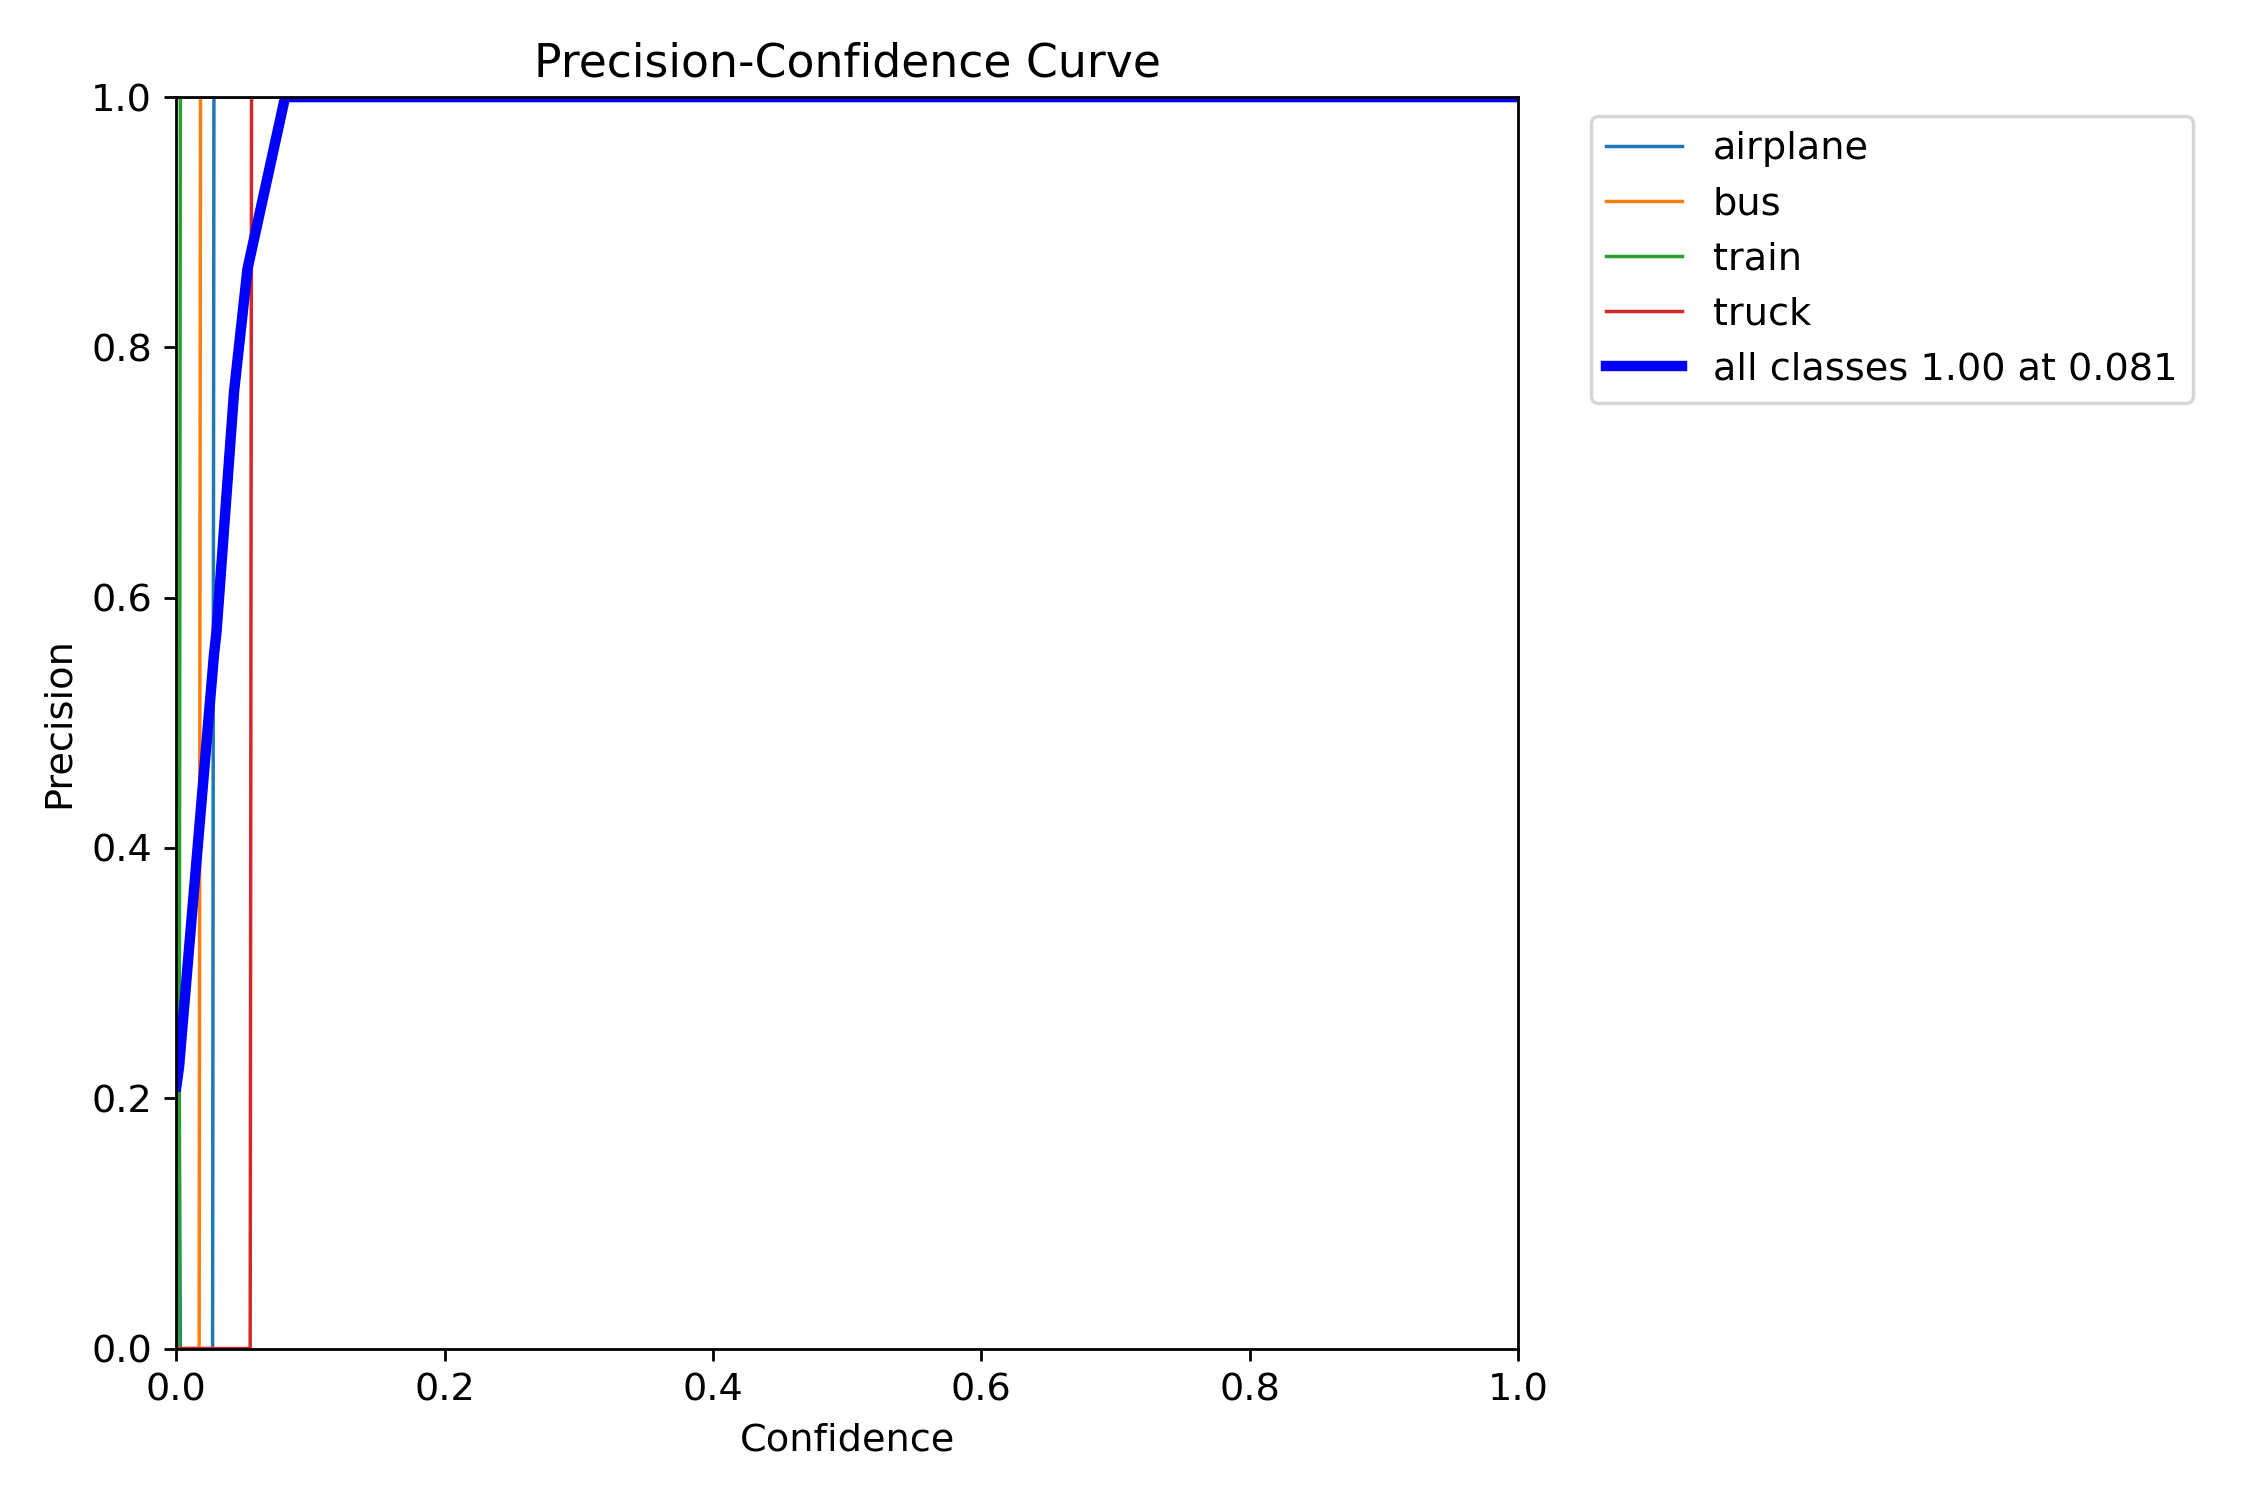 Precision-Confidence Curve
1.0
0.8
0.6
0.4
0.2
0.0
Precision
0.0 0.2 0.4 0.6 0.8 1.0
Confidence
airplane
bus
train
truck
all classes 1.00 at 0.081